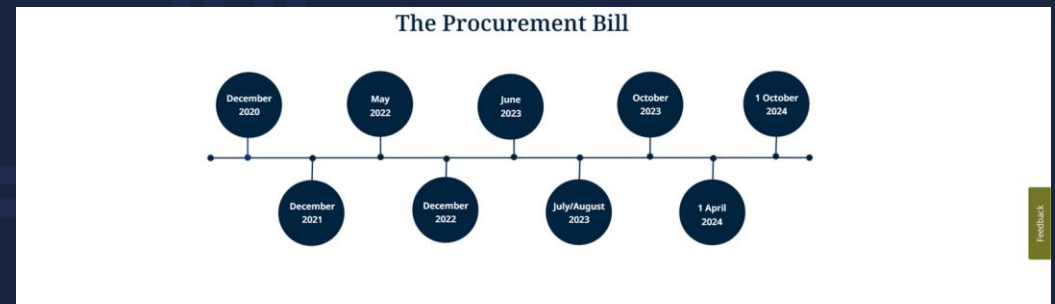 The Procurement Bill
December
2020
December
2021
May
2022
December
2022
June
2023
July/August
2023
October
2023
1 April
2024
1 October
2024
Feedback